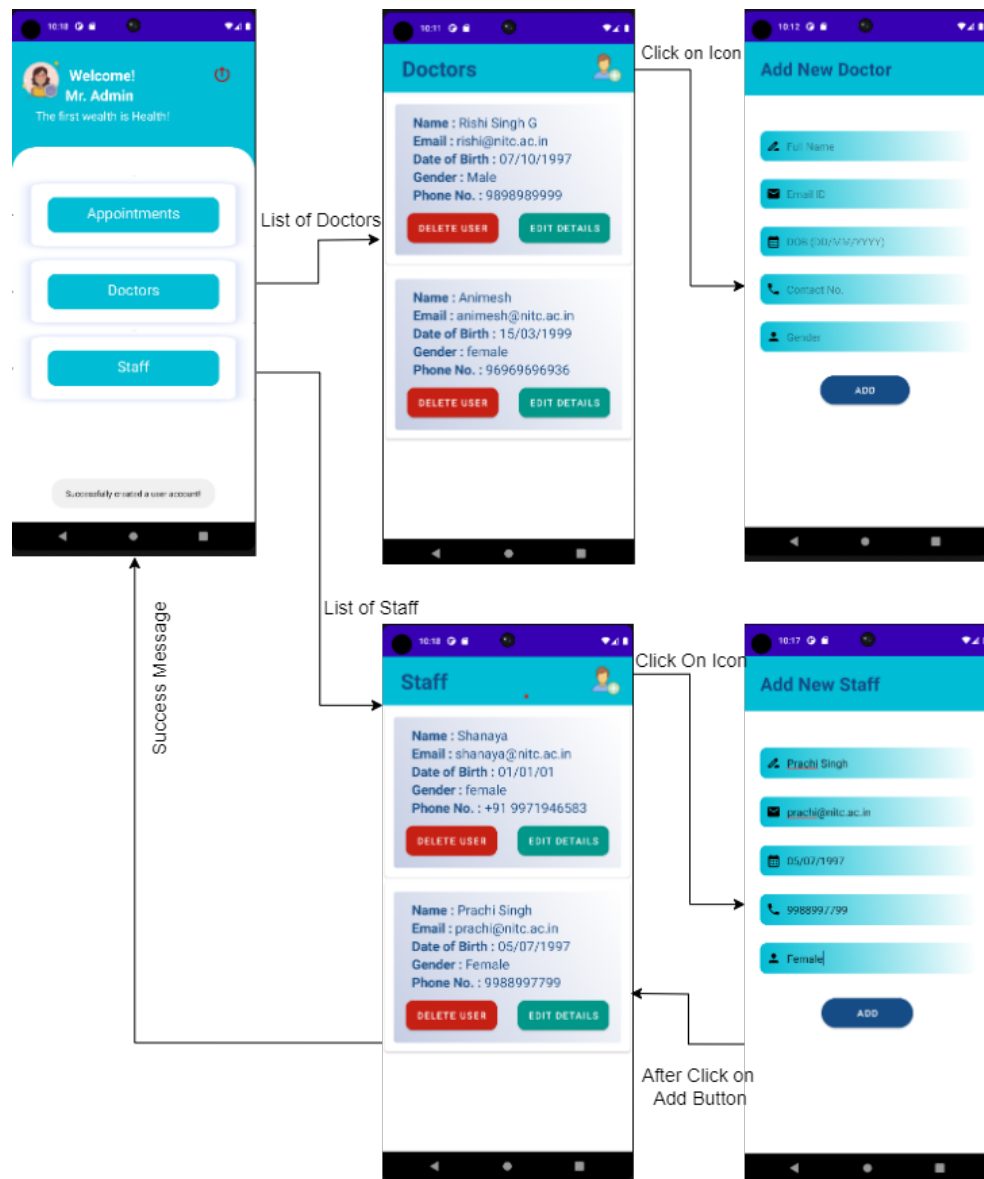 10:18
Welcome!
Mr. Admin
The first wealth is Health!
Appointments
Doctors
Staff
Successfully created a user account!
List of Doctors
10:11
Doctors
Name : Rishi Singh G
Email : rishi@nitc.ac.in
Date of Birth : 07/10/1997
Gender : Male
Phone No. : 9898989999
DELETE USER
EDIT DETAILS
Name : Animesh
Email : animesh@nitc.ac.in
Date of Birth : 15/03/1999
Gender : female
Phone No. : 96969696936
DELETE USER
EDIT DETAILS
Click on Icon
10:12
Add New Doctor
Full Name
Email ID
DOB (DD/MM/YYYY)
Contact No.
Gender
ADD
Success Message
List of Staff
10:18
Staff
Name : Shanaya
Email : shanaya@nitc.ac.in
Date of Birth : 01/01/01
Gender : female
Phone No. : +91 9971946583
DELETE USER
EDIT DETAILS
Name : Prachi Singh
Email : prachi@nitc.ac.in
Date of Birth : 05/07/1997
Gender : Female
Phone No. : 9988997799
DELETE USER
EDIT DETAILS
Click On Icon
10:17
Add New Staff
Prachi Singh
prachi@nitc.ac.in
05/07/1997
9988997799
Female
ADD
After Click on
Add Button